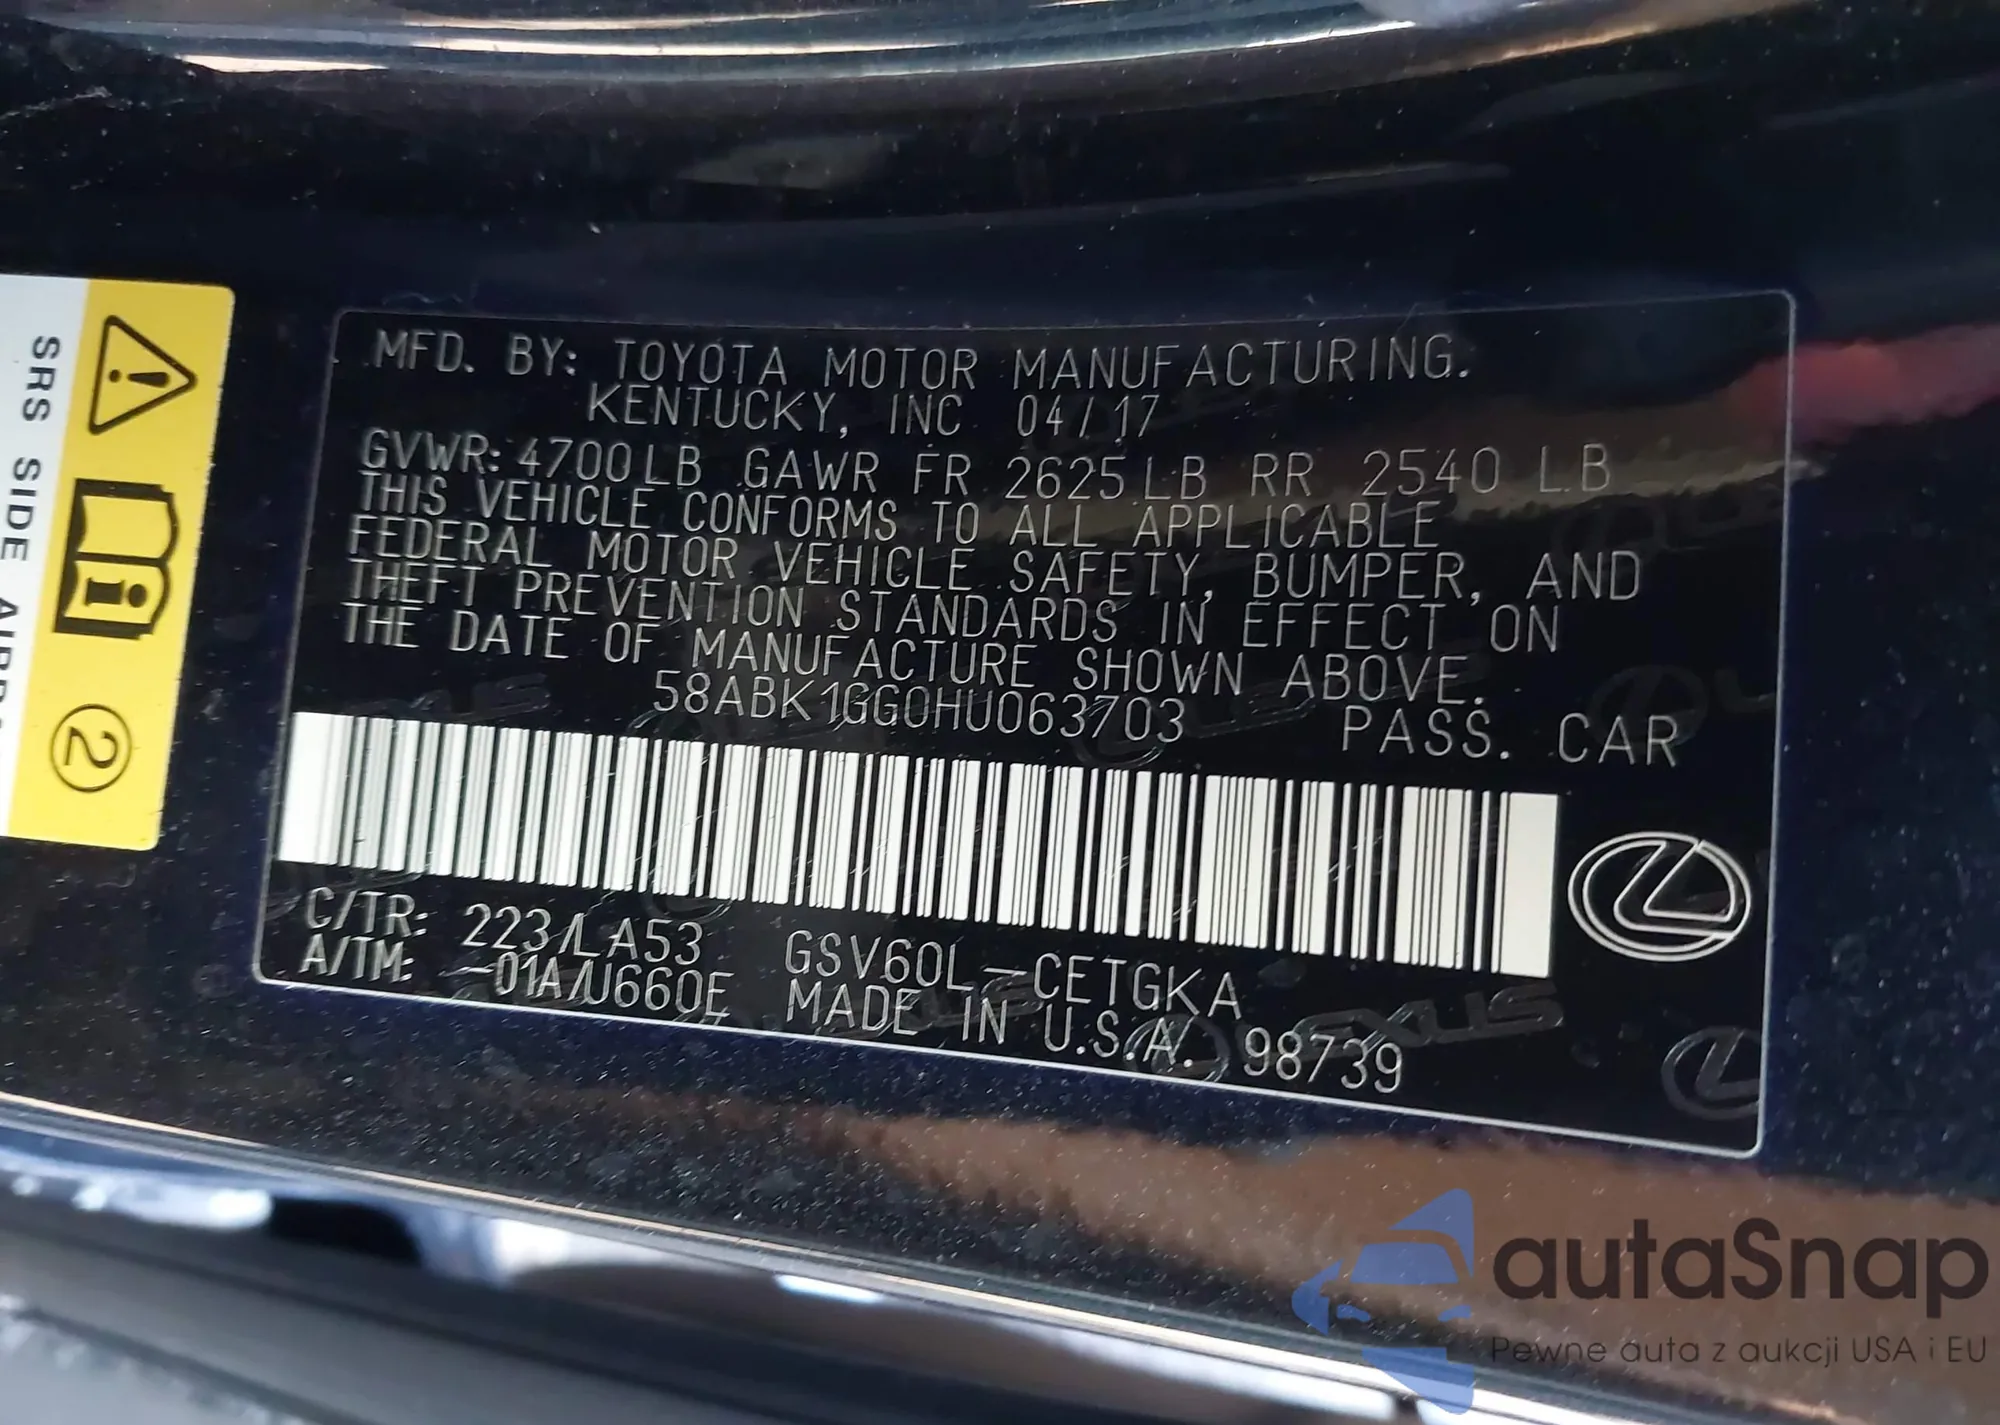 MFD. BY: TOYOTA MOTOR MANUFACTURING.
KENTUCKY, INC 04/17
GVWR: 4700LB GAWR FR 2625LB RR 2540 LB
THIS VEHICLE CONFORMS TO ALL APPLICABLE
FEDERAL MOTOR VEHICLE SAFETY, BUMPER, AND
THEFT PREVENTION STANDARDS IN EFFECT ON
THE DATE OF MANUFACTURE SHOWN ABOVE.
58ABK1GG0HU063703 PASS. CAR
C/TR: 223/LA53 GSV60L-CETGKA
A/TM: -01A/U660E MADE IN U.S.A. 98739
LEXUS
SRS SIDE
2
autaSnap
Pewne auta z aukcji USA i EU